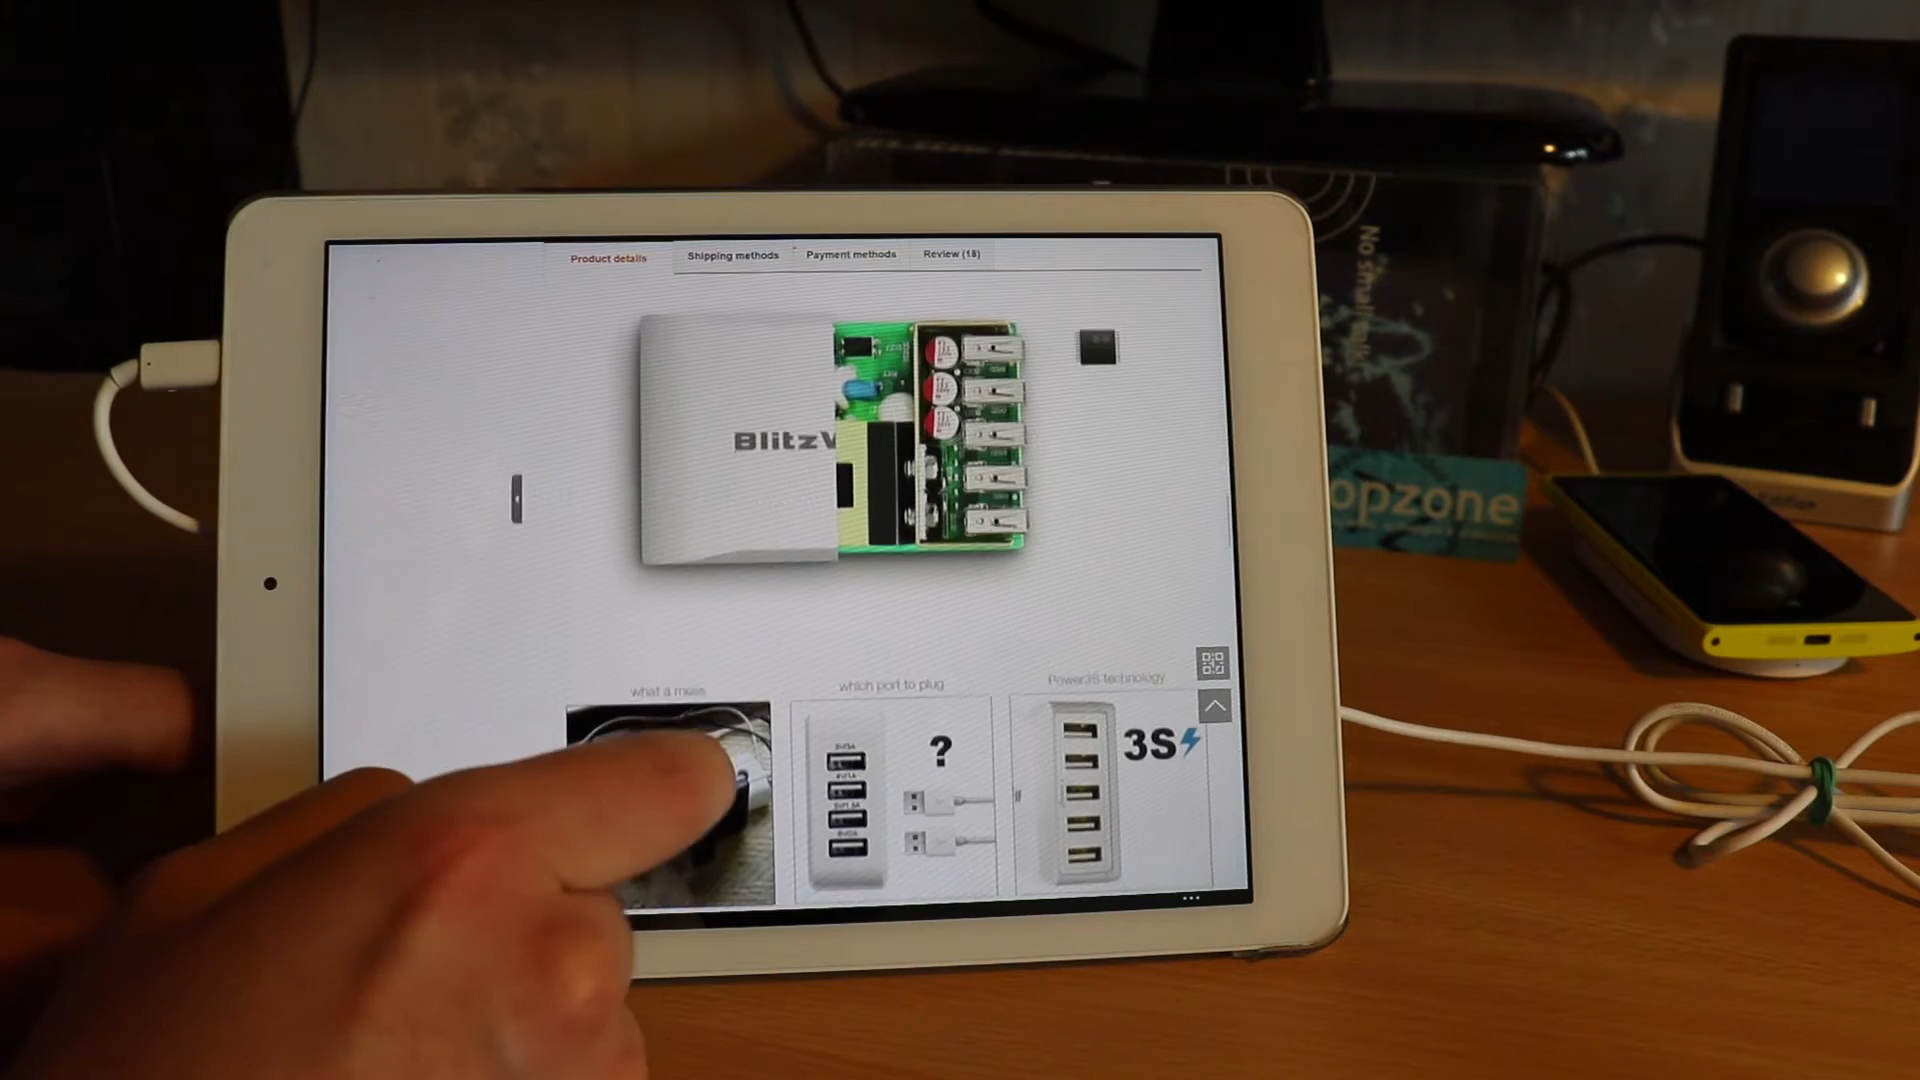 Product details
Shipping methods
Payment methods
Review (18)
BlitzW
No small talk.
opzone
what a mess
which port to plug
Power3S technology
?
3S